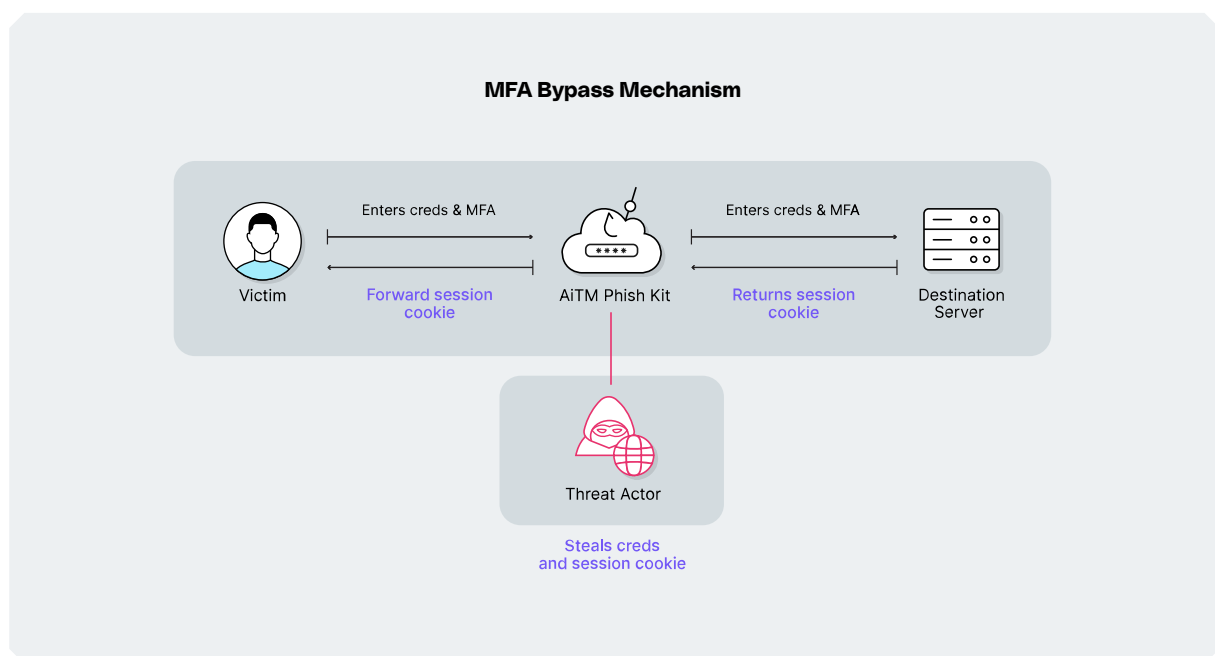 MFA Bypass Mechanism
Enters creds & MFA
Enters creds & MFA
****
Victim
Forward session
cookie
AiTM Phish Kit
Returns session
cookie
Destination
Server
Threat Actor
Steals creds
and session cookie